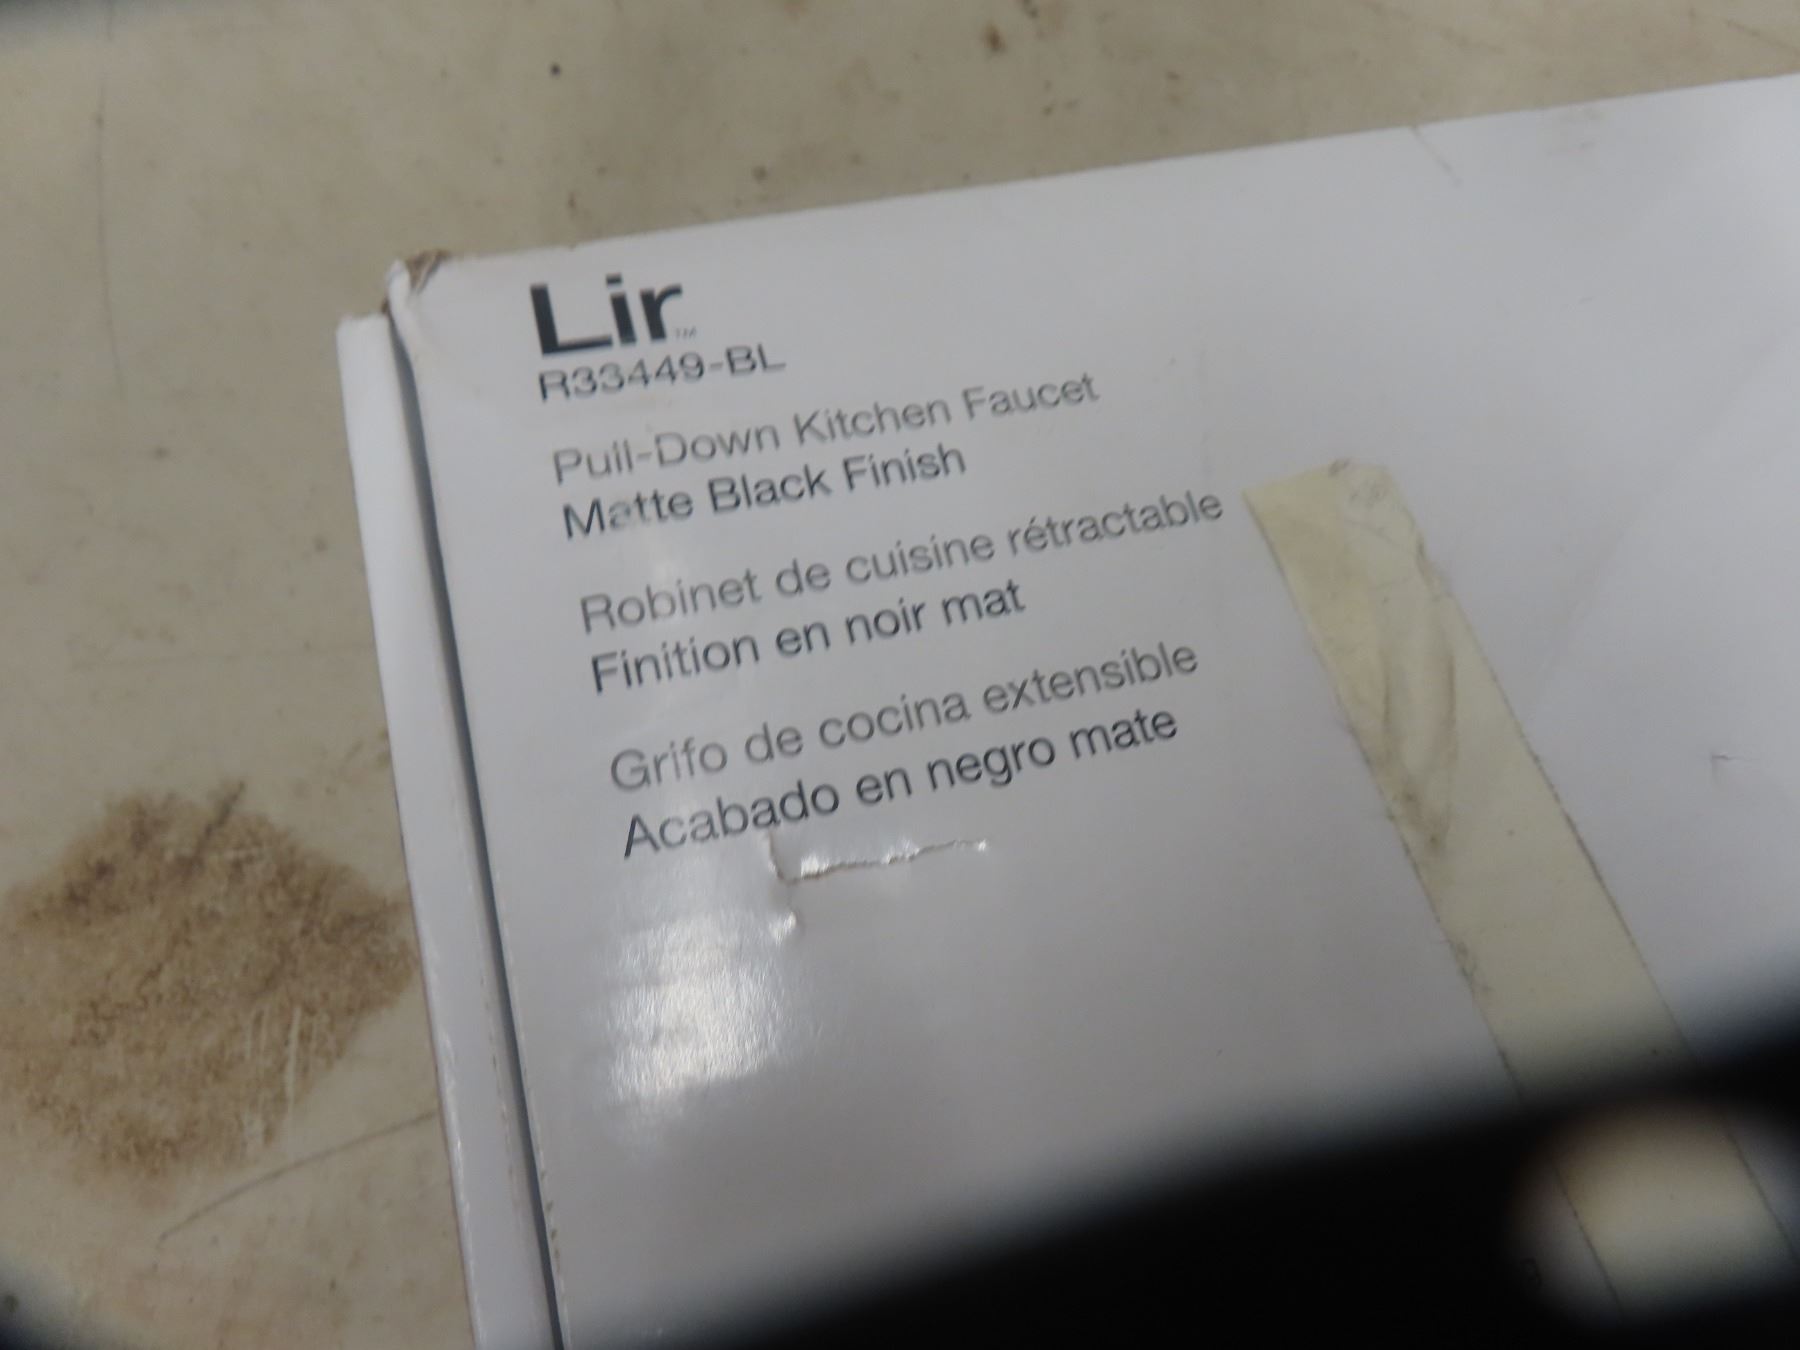 Lir™
R33449-BL
Pull-Down Kitchen Faucet
Matte Black Finish
Robinet de cuisine rétractable
Finition en noir mat
Grifo de cocina extensible
Acabado en negro mate